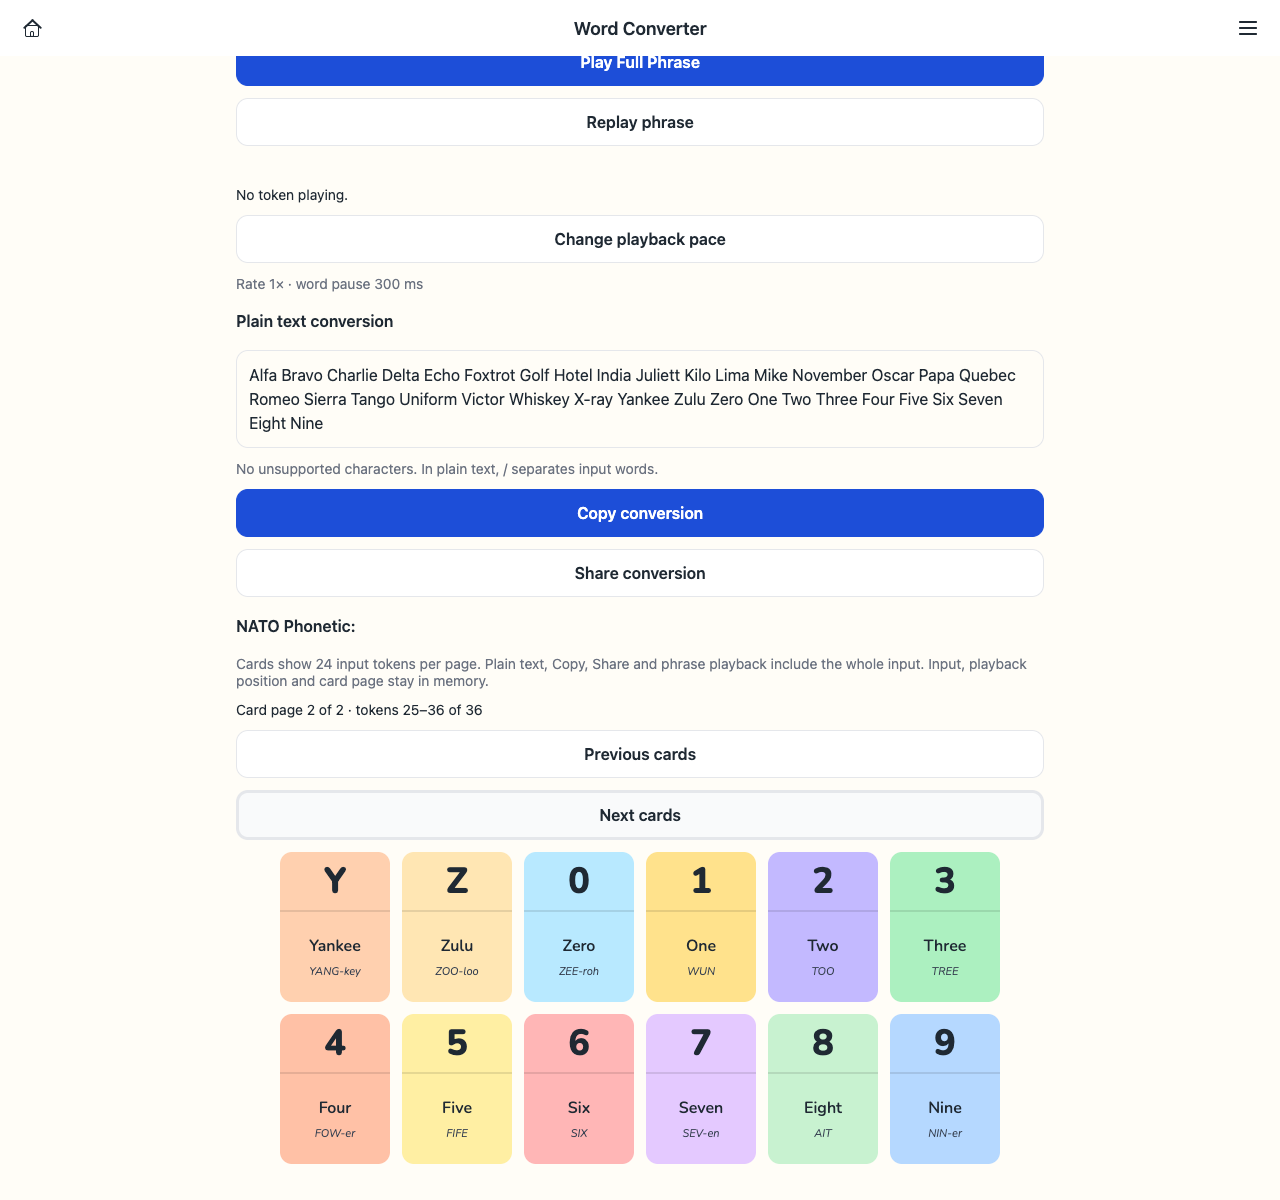 Word Converter
Play Full Phrase
Replay phrase
No token playing.
Change playback pace
Rate 1× · word pause 300 ms
Plain text conversion
Alfa Bravo Charlie Delta Echo Foxtrot Golf Hotel India Juliett Kilo Lima Mike November Oscar Papa Quebec
Romeo Sierra Tango Uniform Victor Whiskey X-ray Yankee Zulu Zero One Two Three Four Five Six Seven
Eight Nine
No unsupported characters. In plain text, / separates input words.
Copy conversion
Share conversion
NATO Phonetic:
Cards show 24 input tokens per page. Plain text, Copy, Share and phrase playback include the whole input. Input, playback
position and card page stay in memory.
Card page 2 of 2 · tokens 25–36 of 36
Previous cards
Next cards
Y Z 0 1 2 3
Yankee Zulu Zero One Two Three
YANG-key ZOO-loo ZEE-roh WUN TOO TREE
4 5 6 7 8 9
Four Five Six Seven Eight Nine
FOW-er FIFE SIX SEV-en AIT NIN-er